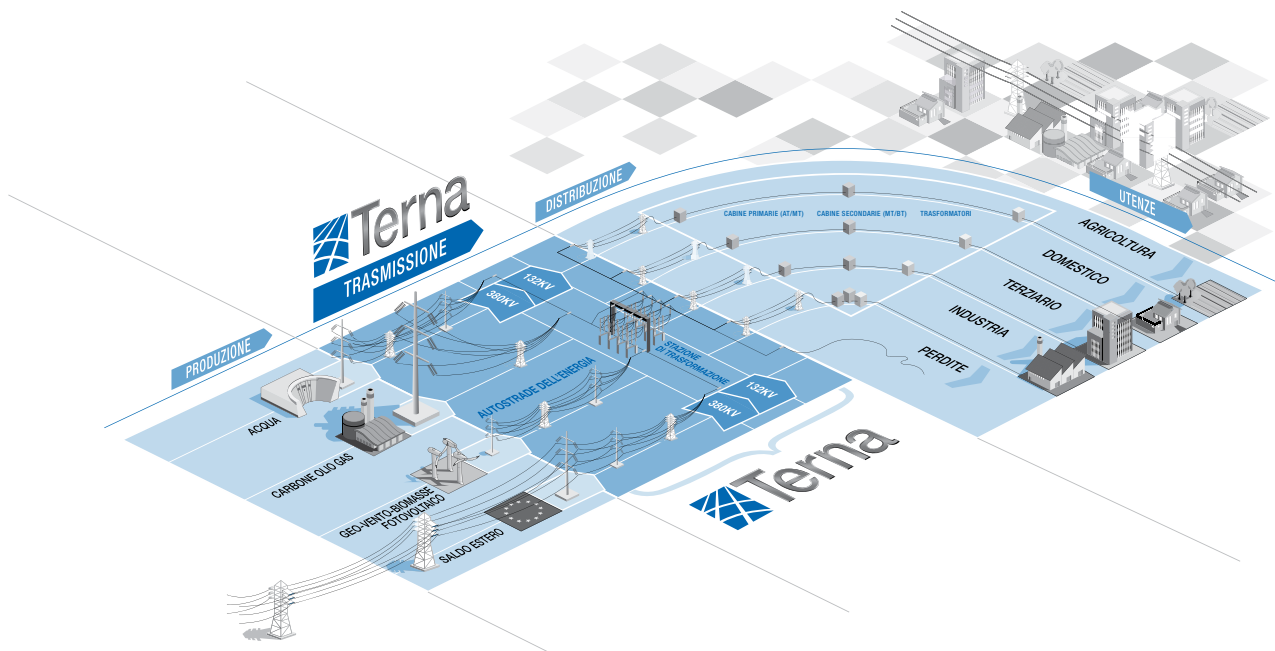 PRODUZIONE
Terna
TRASMISSIONE
DISTRIBUZIONE
UTENZE
ACQUA
CARBONE OLIO GAS
GEO-VENTO-BIOMASSE
FOTOVOLTAICO
SALDO ESTERO
380KV
132KV
AUTOSTRADE DELL'ENERGIA
STAZIONE
DI TRASFORMAZIONE
380KV
132KV
Terna
CABINE PRIMARIE (AT/MT)
CABINE SECONDARIE (MT/BT)
TRASFORMATORI
AGRICOLTURA
DOMESTICO
TERZIARIO
INDUSTRIA
PERDITE